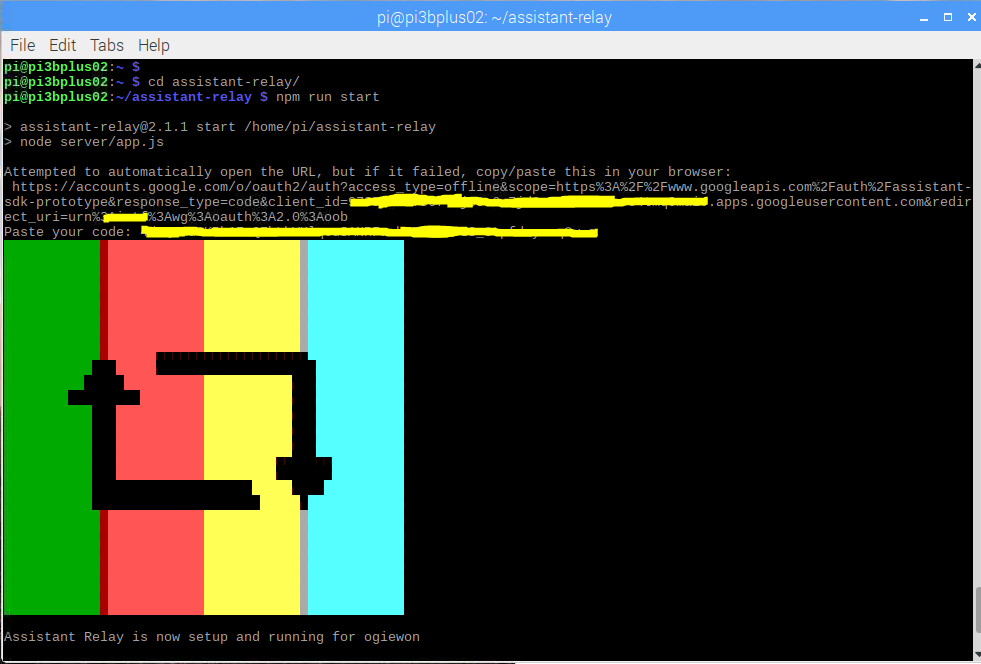 pi@pi3bplus02: ~/assistant-relay
File Edit Tabs Help
pi@pi3bplus02:~ $
pi@pi3bplus02:~ $ cd assistant-relay/
pi@pi3bplus02:~/assistant-relay $ npm run start
> assistant-relay@2.1.1 start /home/pi/assistant-relay
> node server/app.js
Attempted to automatically open the URL, but if it failed, copy/paste this in your browser:
https://accounts.google.com/o/oauth2/auth?access_type=offline&scope=https%3A%2F%2Fwww.googleapis.com%2Fauth%2Fassistant-
sdk-prototype&response_type=code&client_id= .apps.googleusercontent.com&redir
ect_uri=urn% %3Awg%3Aoauth%3A2.0%3Aoob
Paste your code:
Assistant Relay is now setup and running for ogiewon